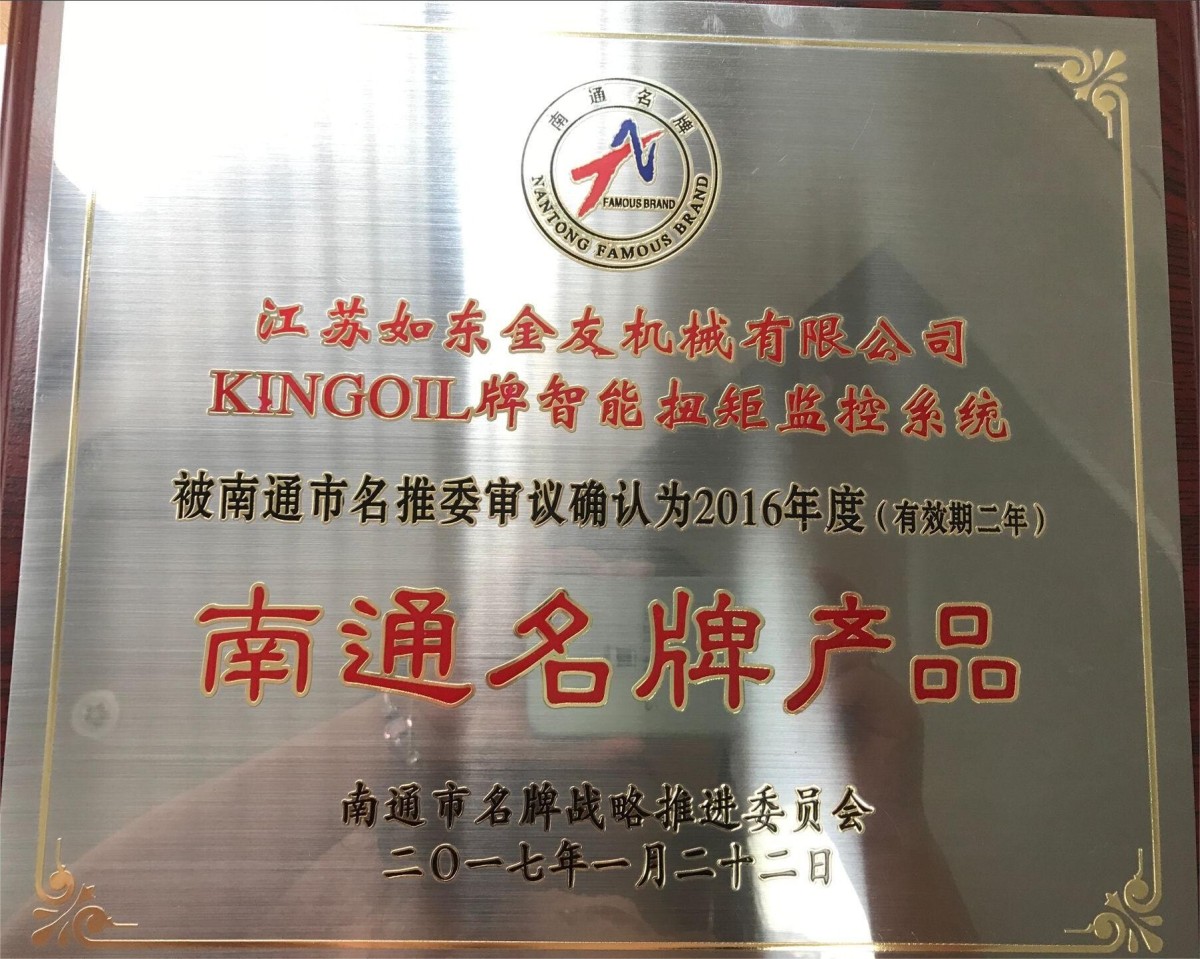 南通名牌
FAMOUS BRAND
NANTONG FAMOUS BRAND
江苏如东金友机械有限公司
KINGOIL牌智能扭矩监控系统
被南通市名推委审议确认为2016年度（有效期二年）
南通名牌产品
南通市名牌战略推进委员会
二〇一七年一月二十二日